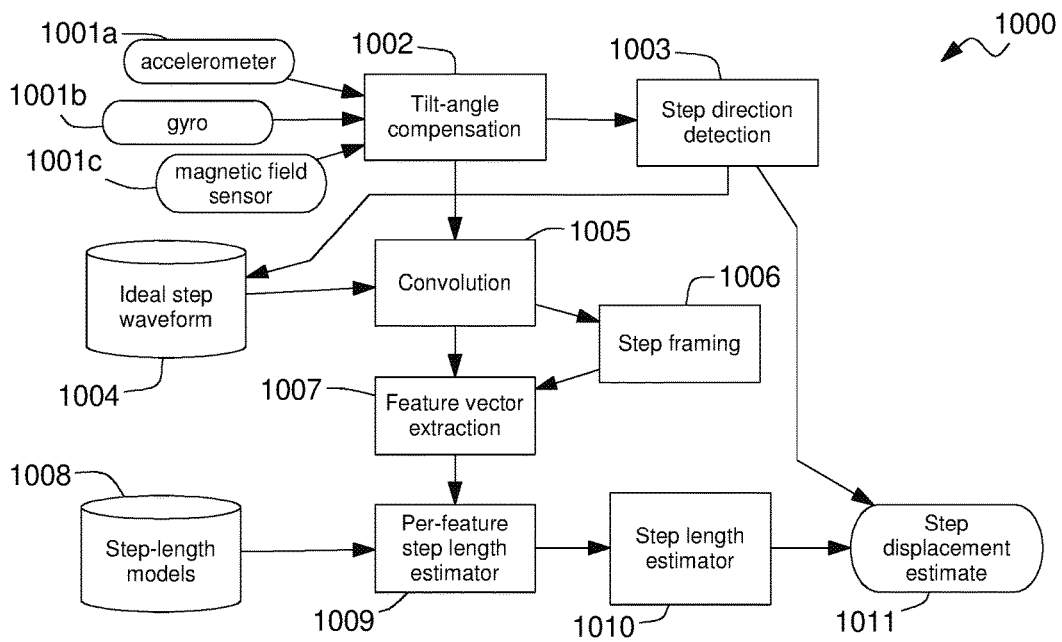 1000
1001a
accelerometer
1001b
gyro
1001c
magnetic field
sensor
1002
Tilt-angle
compensation
1003
Step direction
detection
1004
Ideal step
waveform
1005
Convolution
1006
Step framing
1007
Feature vector
extraction
1008
Step-length
models
1009
Per-feature
step length
estimator
1010
Step length
estimator
1011
Step
displacement
estimate